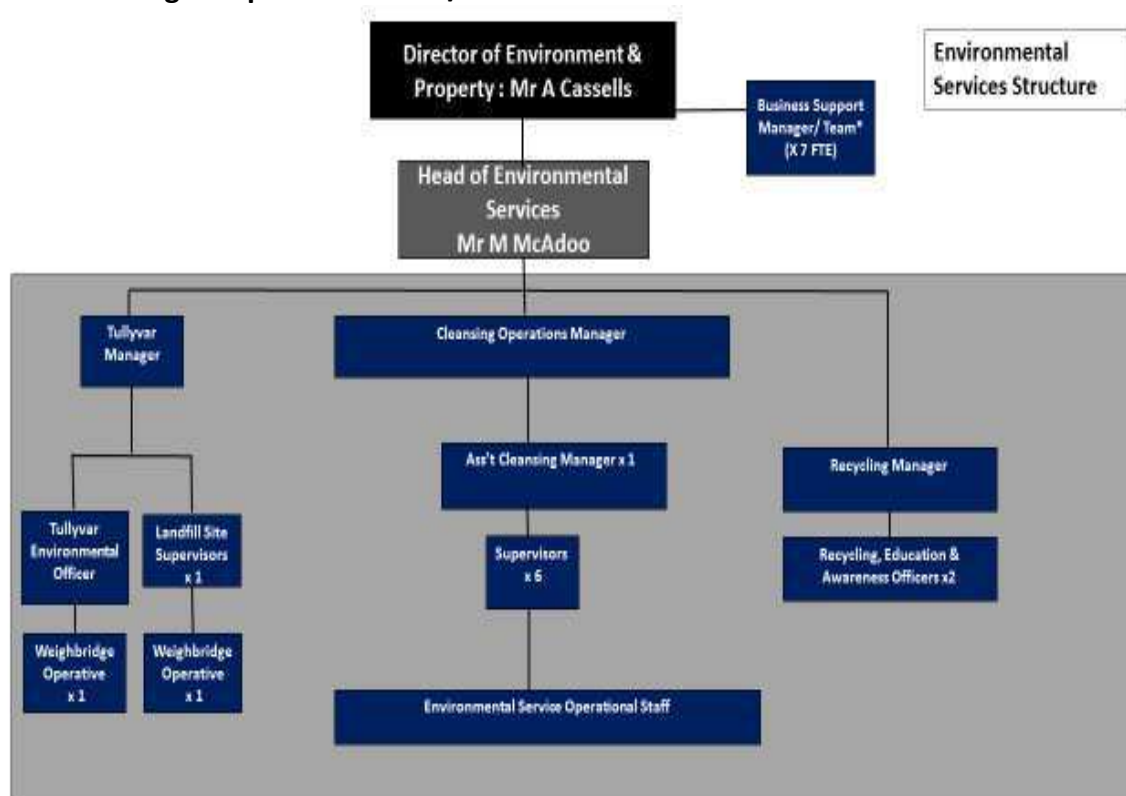 Director of Environment &
Property : Mr A Cassells
Environmental
Services Structure
Business Support
Manager/ Team*
(X 7 FTE)
Head of Environmental
Services
Mr M McAdoo
Tullyvar
Manager
Cleansing Operations Manager
Ass't Cleansing Manager x 1
Recycling Manager
Tullyvar
Environmental
Officer
Landfill Site
Supervisors
x 1
Supervisors
x 6
Recycling, Education &
Awareness Officers x2
Weighbridge
Operative
x 1
Weighbridge
Operative
x 1
Environmental Service Operational Staff